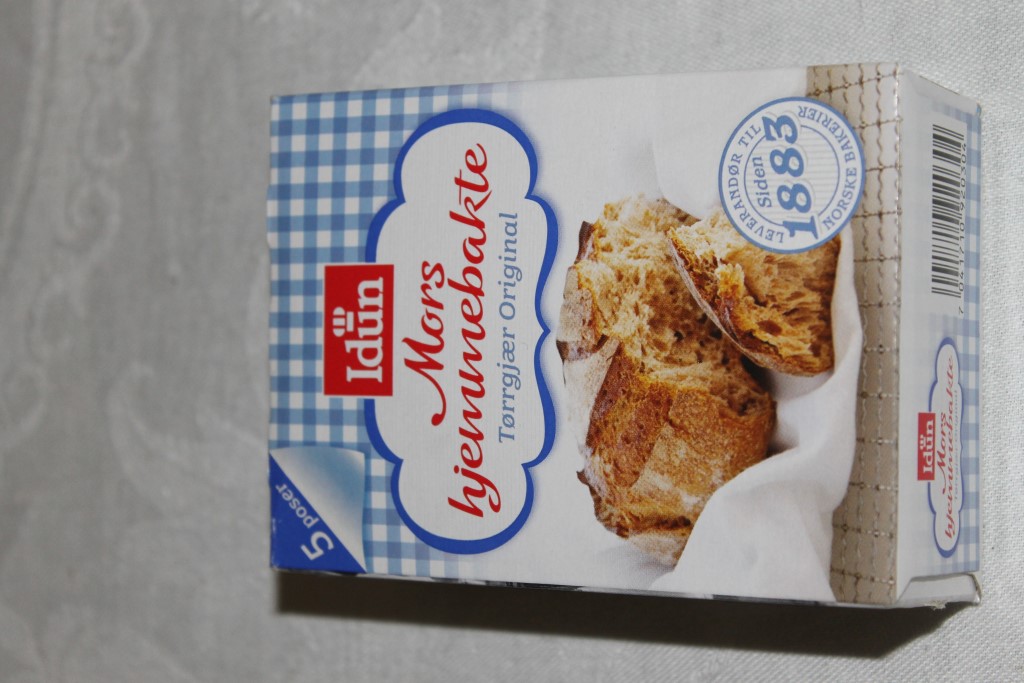 5 poser
Idun
Mors
hjemmebakte
Tørrgjær Original
LEVERANDØR TIL
Siden
1883
NORSKE BAKERIER
Idun
Mors
hjemmebakte